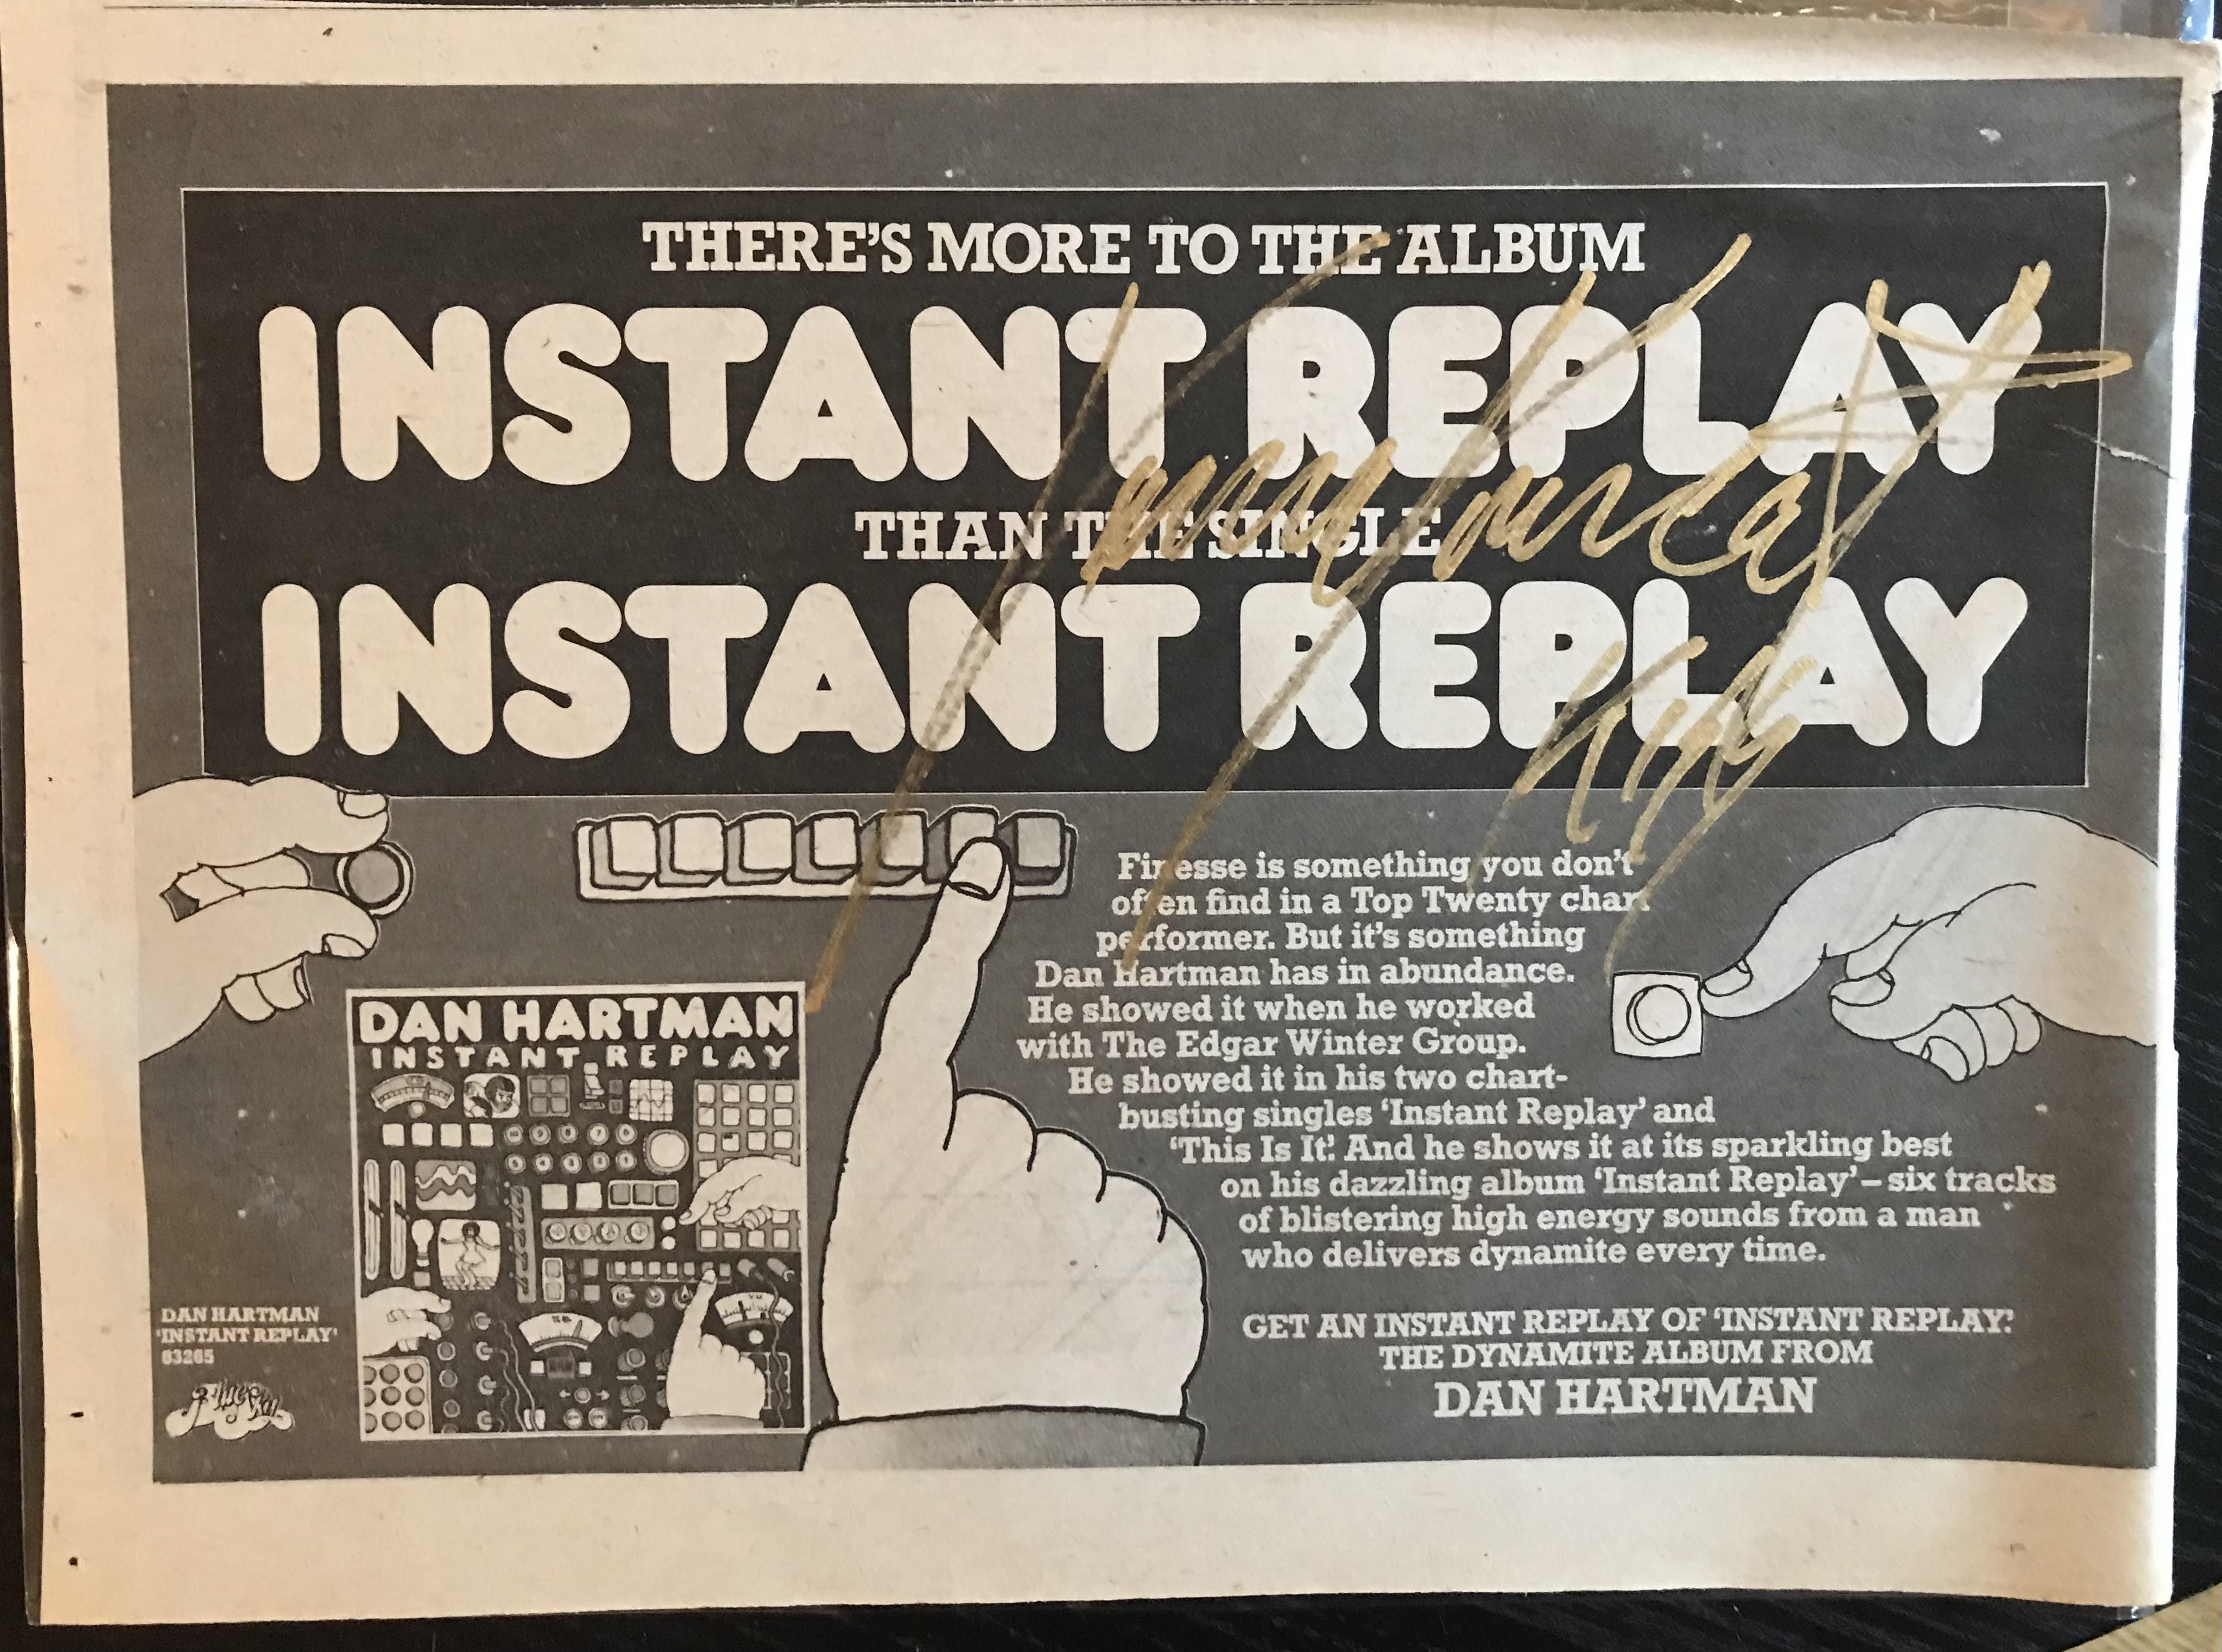 THERE'S MORE TO THE ALBUM
INSTANT REPLAY
THAN THE SINGLE
INSTANT REPLAY
Finesse is something you don't
often find in a Top Twenty chart
performer. But it's something
Dan Hartman has in abundance.
He showed it when he worked
with The Edgar Winter Group.
He showed it in his two chart-
busting singles 'Instant Replay' and
'This Is It'. And he shows it at its sparkling best
on his dazzling album 'Instant Replay' – six tracks
of blistering high energy sounds from a man
who delivers dynamite every time.
GET AN INSTANT REPLAY OF 'INSTANT REPLAY'.
THE DYNAMITE ALBUM FROM
DAN HARTMAN
DAN HARTMAN
INSTANT REPLAY
DAN HARTMAN
'INSTANT REPLAY'
83265
Blue Sky